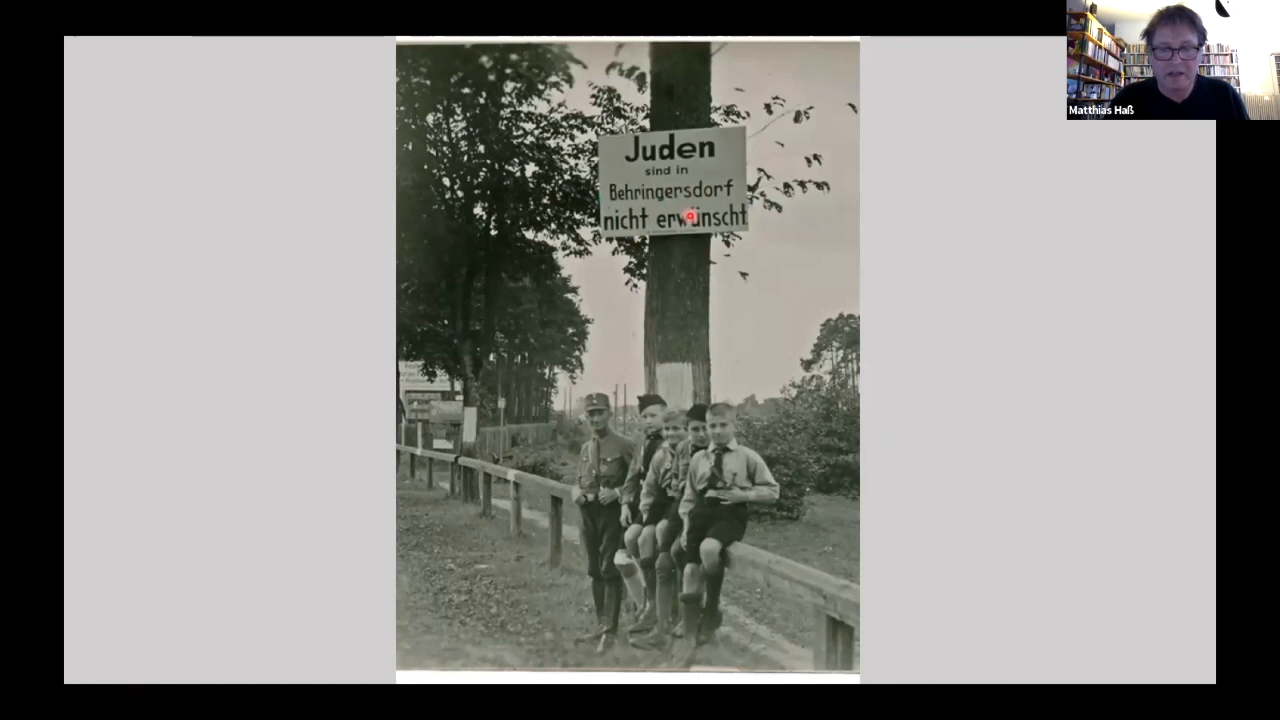 Juden
sind in
Behringersdorf
nicht erwünscht
Matthias Haß